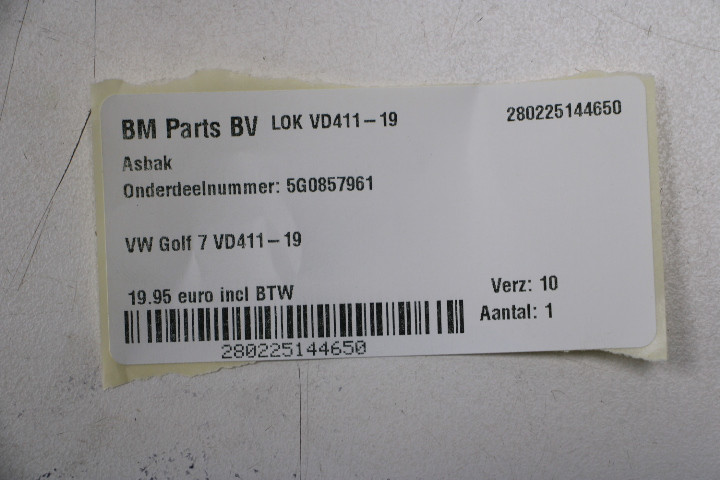 BM Parts BV LOK VD411-19 280225144650
Asbak
Onderdeelnummer: 5G0857961
VW Golf 7 VD411-19
19.95 euro incl BTW Verz: 10
Aantal: 1
280225144650